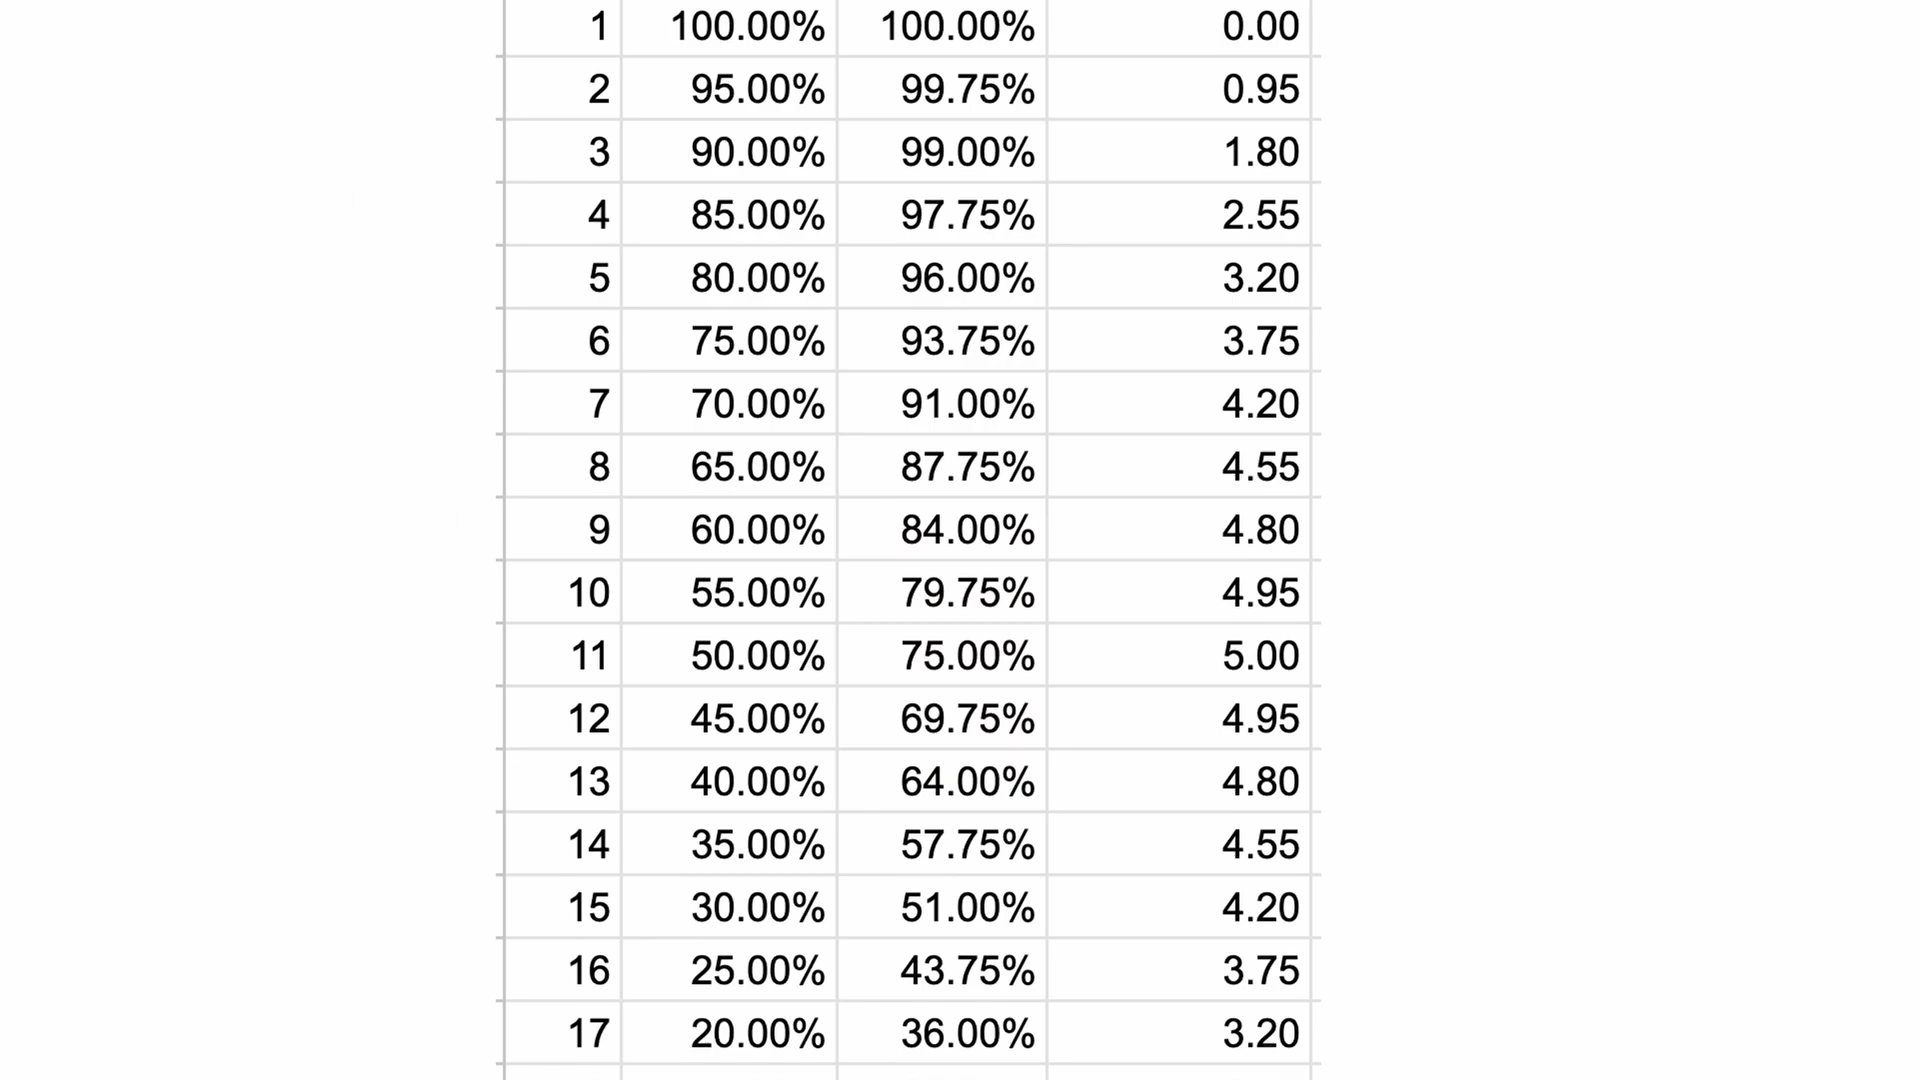 1 100.00% 100.00% 0.00
2 95.00% 99.75% 0.95
3 90.00% 99.00% 1.80
4 85.00% 97.75% 2.55
5 80.00% 96.00% 3.20
6 75.00% 93.75% 3.75
7 70.00% 91.00% 4.20
8 65.00% 87.75% 4.55
9 60.00% 84.00% 4.80
10 55.00% 79.75% 4.95
11 50.00% 75.00% 5.00
12 45.00% 69.75% 4.95
13 40.00% 64.00% 4.80
14 35.00% 57.75% 4.55
15 30.00% 51.00% 4.20
16 25.00% 43.75% 3.75
17 20.00% 36.00% 3.20